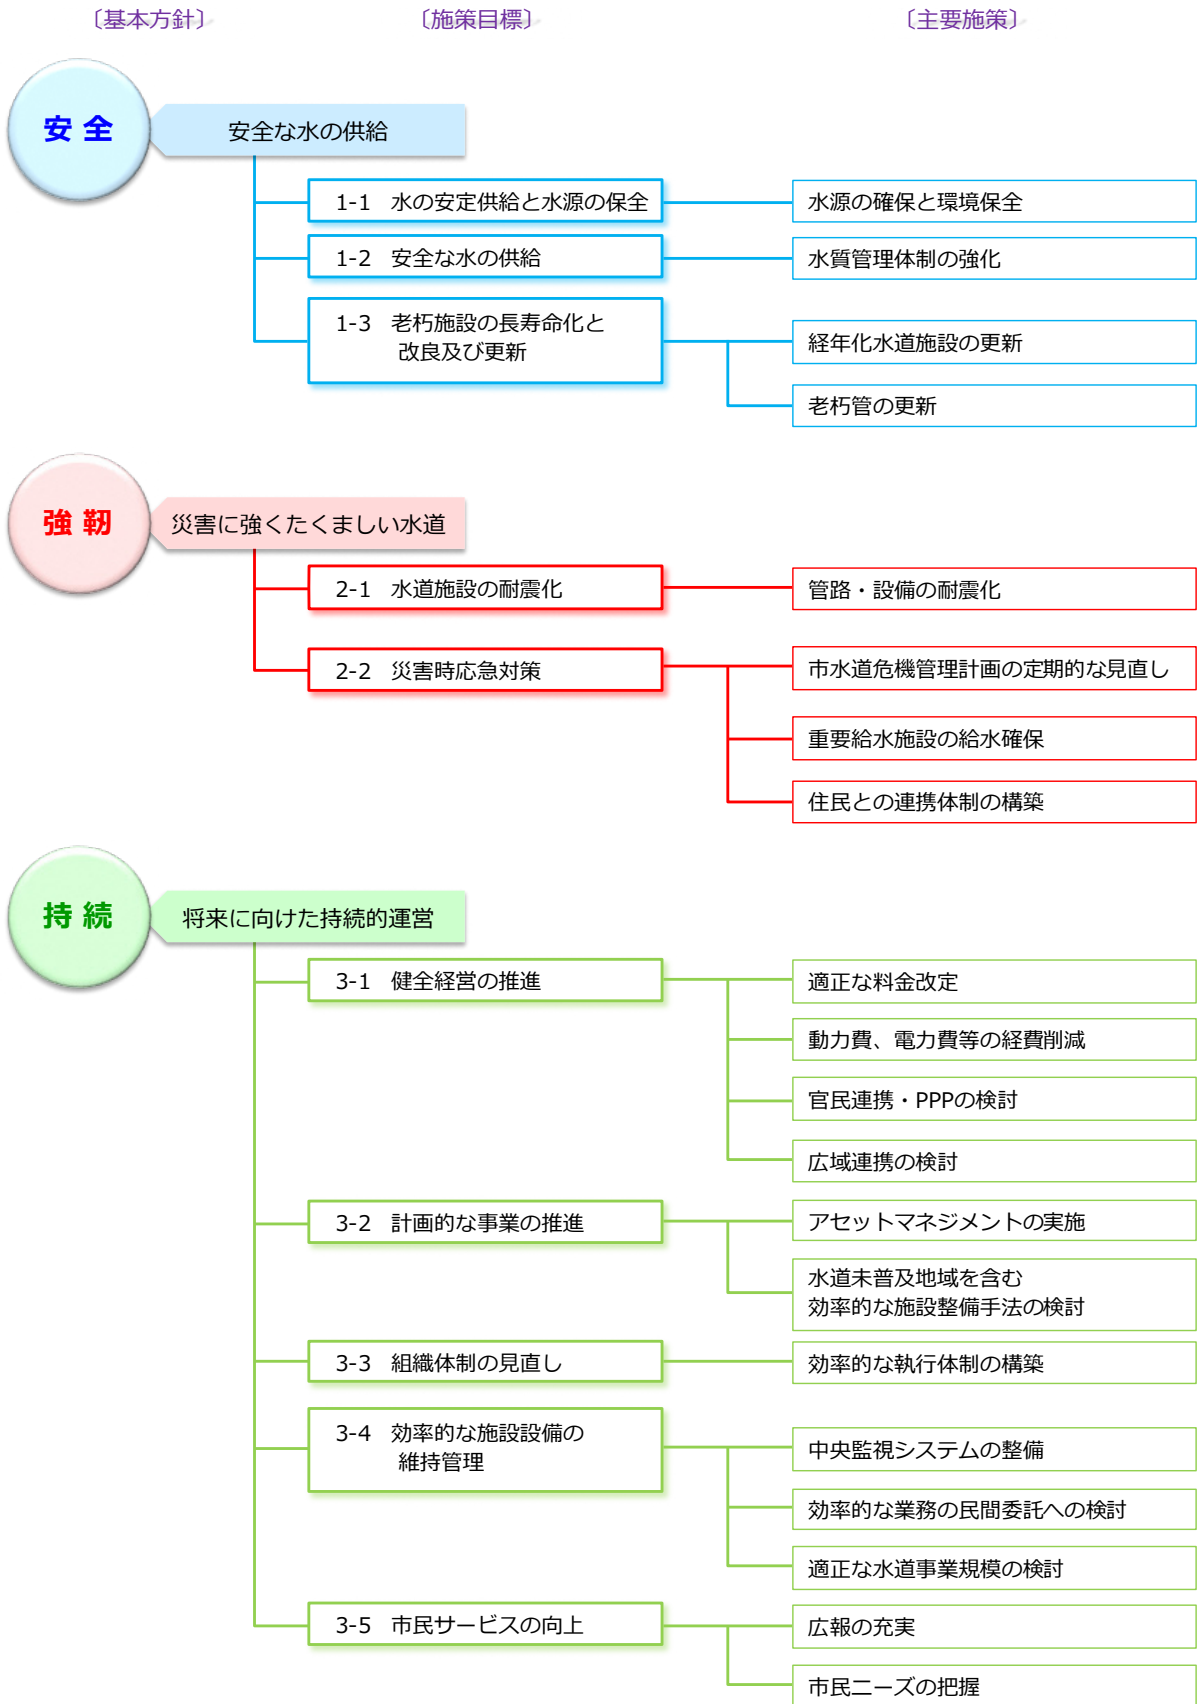 〔基本方針〕 〔施策目標〕 〔主要施策〕
安 全
安全な水の供給
1-1 水の安定供給と水源の保全
水源の確保と環境保全
1-2 安全な水の供給
水質管理体制の強化
1-3 老朽施設の長寿命化と
改良及び更新
経年化水道施設の更新
老朽管の更新
強 靭
災害に強くたくましい水道
2-1 水道施設の耐震化
管路・設備の耐震化
2-2 災害時応急対策
市水道危機管理計画の定期的な見直し
重要給水施設の給水確保
住民との連携体制の構築
持 続
将来に向けた持続的運営
3-1 健全経営の推進
適正な料金改定
動力費、電力費等の経費削減
官民連携・PPPの検討
広域連携の検討
3-2 計画的な事業の推進
アセットマネジメントの実施
水道未普及地域を含む
効率的な施設整備手法の検討
3-3 組織体制の見直し
効率的な執行体制の構築
3-4 効率的な施設設備の
維持管理
中央監視システムの整備
効率的な業務の民間委託への検討
適正な水道事業規模の検討
3-5 市民サービスの向上
広報の充実
市民ニーズの把握